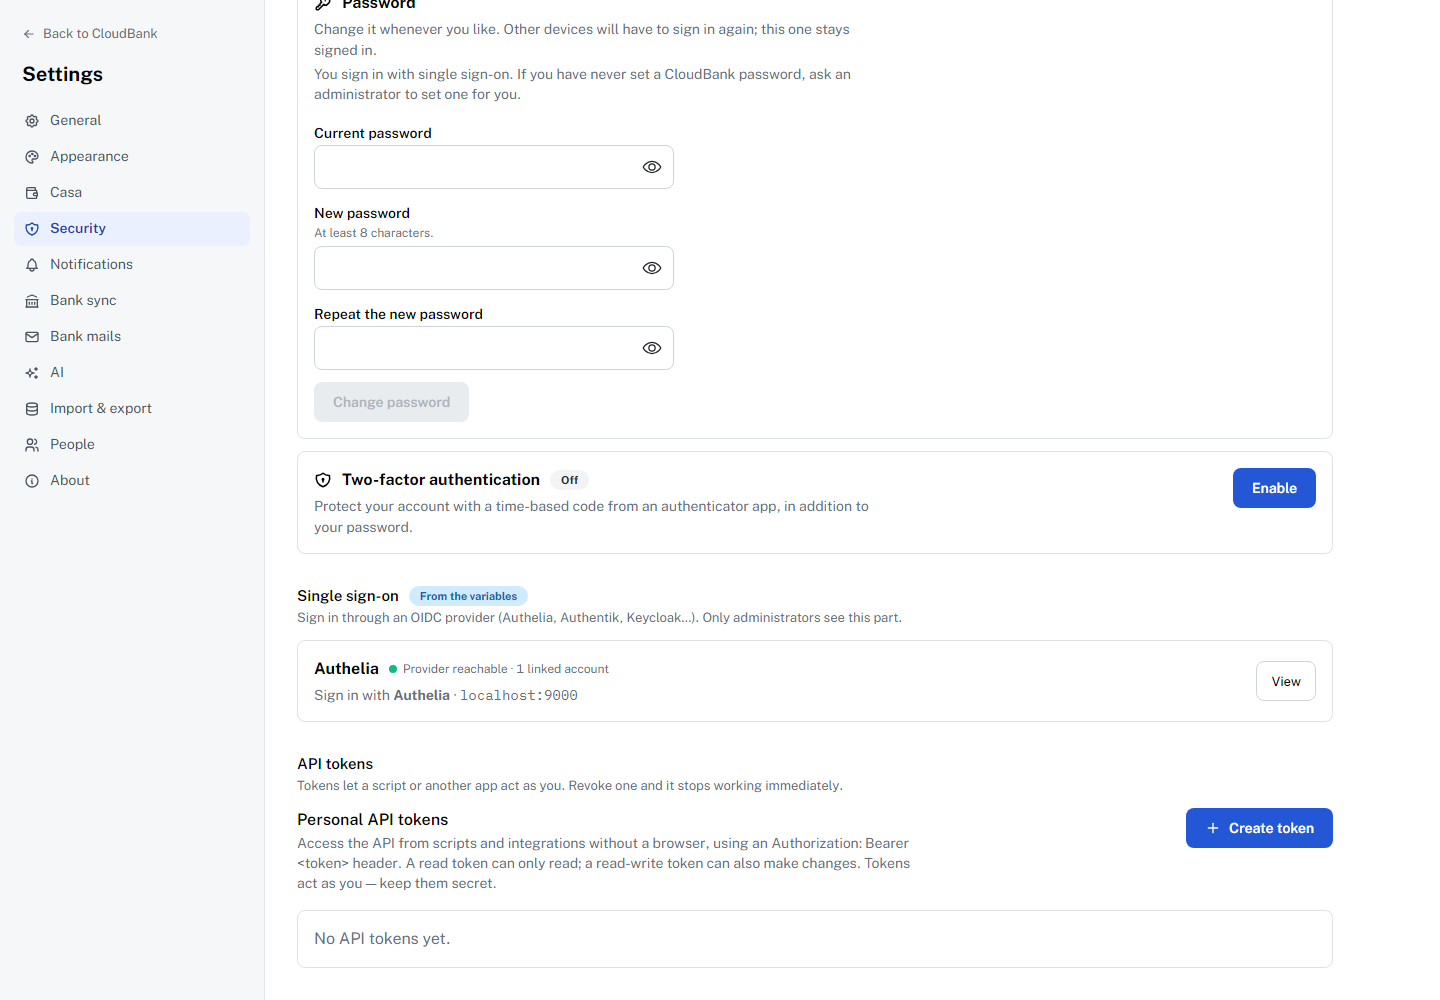 Back to CloudBank
Settings
General
Appearance
Casa
Security
Notifications
Bank sync
Bank mails
AI
Import & export
People
About
Password
Change it whenever you like. Other devices will have to sign in again; this one stays
signed in.
You sign in with single sign-on. If you have never set a CloudBank password, ask an
administrator to set one for you.
Current password
New password
At least 8 characters.
Repeat the new password
Change password
Two-factor authentication Off
Enable
Protect your account with a time-based code from an authenticator app, in addition to
your password.
Single sign-on From the variables
Sign in through an OIDC provider (Authelia, Authentik, Keycloak...). Only administrators see this part.
Authelia Provider reachable · 1 linked account
Sign in with Authelia · localhost:9000
View
API tokens
Tokens let a script or another app act as you. Revoke one and it stops working immediately.
Personal API tokens
+ Create token
Access the API from scripts and integrations without a browser, using an Authorization: Bearer
<token> header. A read token can only read; a read-write token can also make changes. Tokens
act as you — keep them secret.
No API tokens yet.